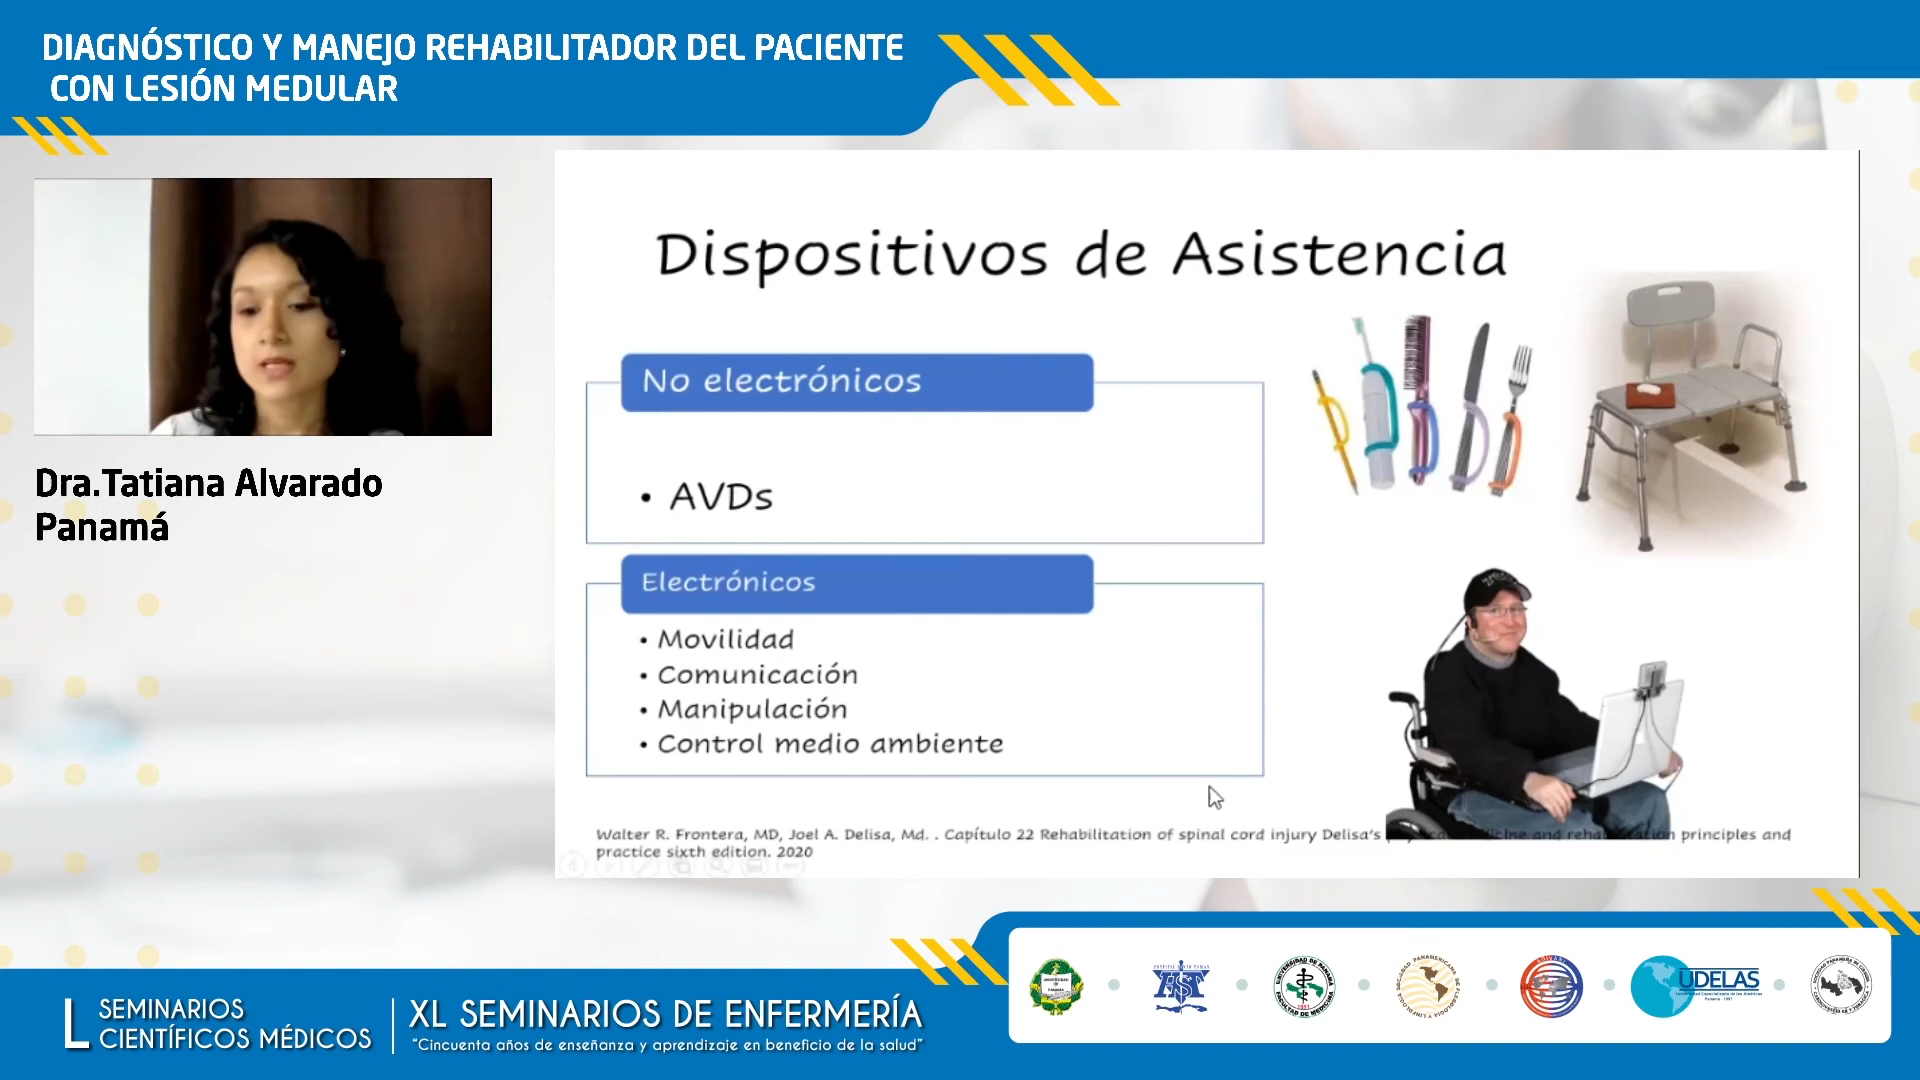 DIAGNÓSTICO Y MANEJO REHABILITADOR DEL PACIENTE
CON LESIÓN MEDULAR
Dra.Tatiana Alvarado
Panamá
Dispositivos de Asistencia
No electrónicos
• AVDs
Electrónicos
• Movilidad
• Comunicación
• Manipulación
• Control medio ambiente
Walter R. Frontera, MD, Joel A. Delisa, Md. . Capítulo 22 Rehabilitation of spinal cord injury Delisa's and principles and
practice sixth edition. 2020
L SEMINARIOS
CIENTÍFICOS MÉDICOS
XL SEMINARIOS DE ENFERMERÍA
“Cincuenta años de enseñanza y aprendizaje en beneficio de la salud”
HST
UDELAS